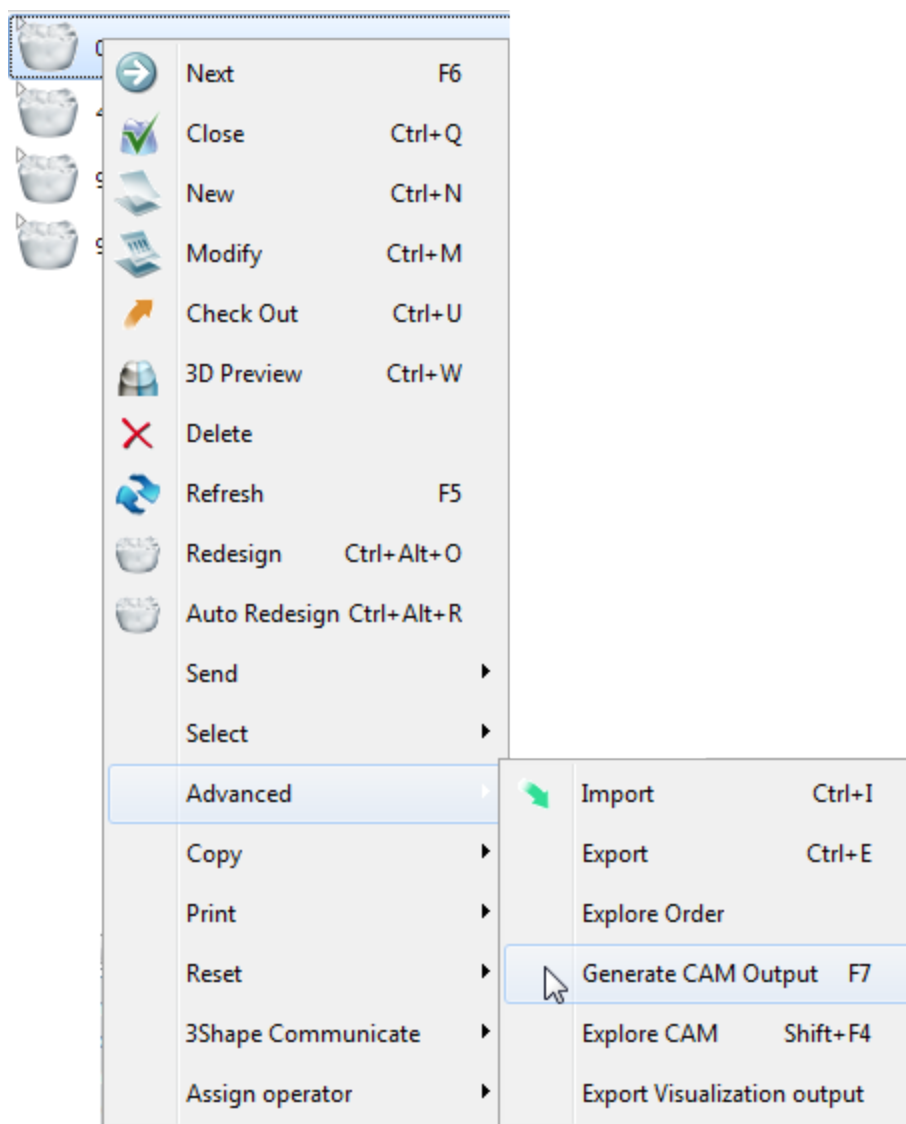 Next F6
Close Ctrl+Q
New Ctrl+N
Modify Ctrl+M
Check Out Ctrl+U
3D Preview Ctrl+W
Delete
Refresh F5
Redesign Ctrl+Alt+O
Auto Redesign Ctrl+Alt+R
Send
Select
Advanced
Copy
Print
Reset
3Shape Communicate
Assign operator
Import Ctrl+I
Export Ctrl+E
Explore Order
Generate CAM Output F7
Explore CAM Shift+F4
Export Visualization output